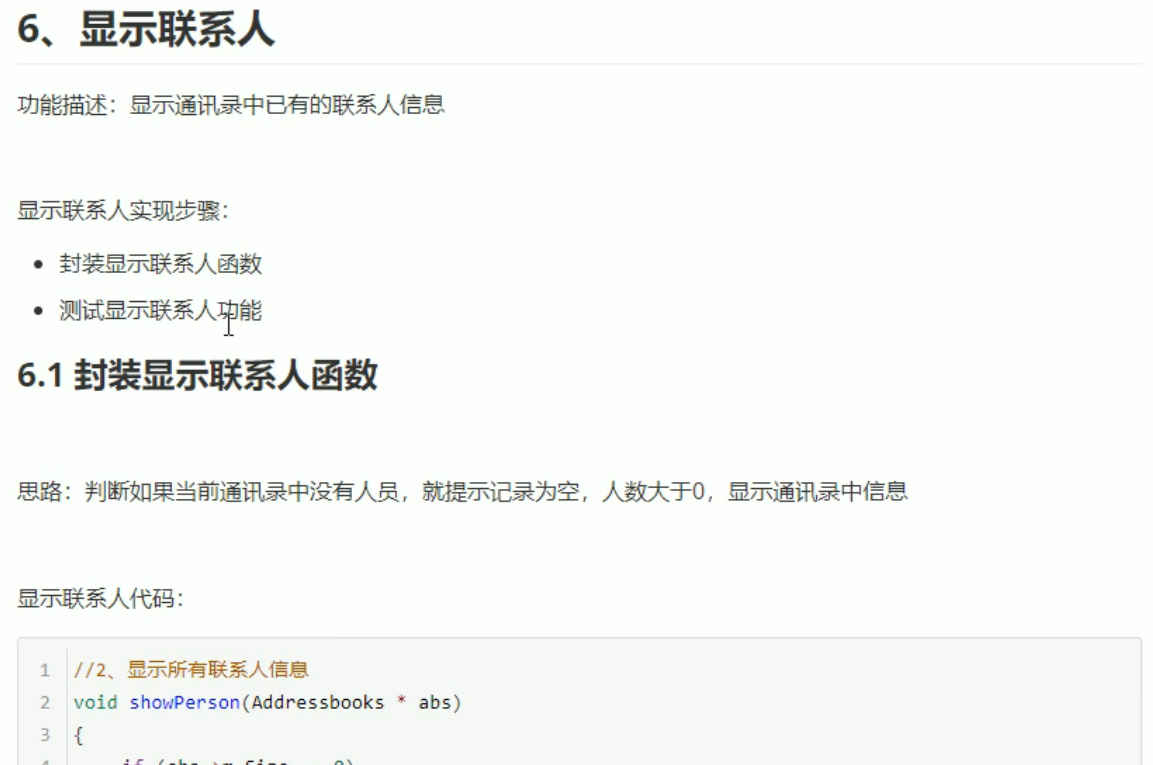 6、显示联系人
功能描述：显示通讯录中已有的联系人信息
显示联系人实现步骤：
• 封装显示联系人函数
• 测试显示联系人功能
6.1 封装显示联系人函数
思路：判断如果当前通讯录中没有人员，就提示记录为空，人数大于0，显示通讯录中信息
显示联系人代码：
1 //2、显示所有联系人信息
2 void showPerson(Addressbooks * abs)
3 {